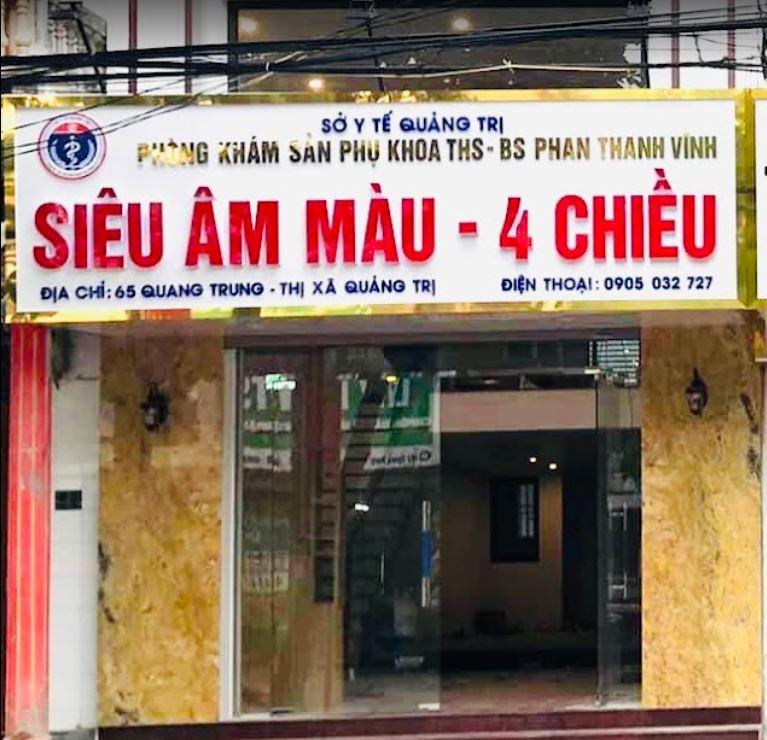 SỞ Y TẾ QUẢNG TRỊ
PHÒNG KHÁM SẢN PHỤ KHOA THS - BS PHAN THANH VĨNH
SIÊU ÂM MÀU - 4 CHIỀU
ĐỊA CHỈ: 65 QUANG TRUNG - THỊ XÃ QUẢNG TRỊ ĐIỆN THOẠI: 0905 032 727